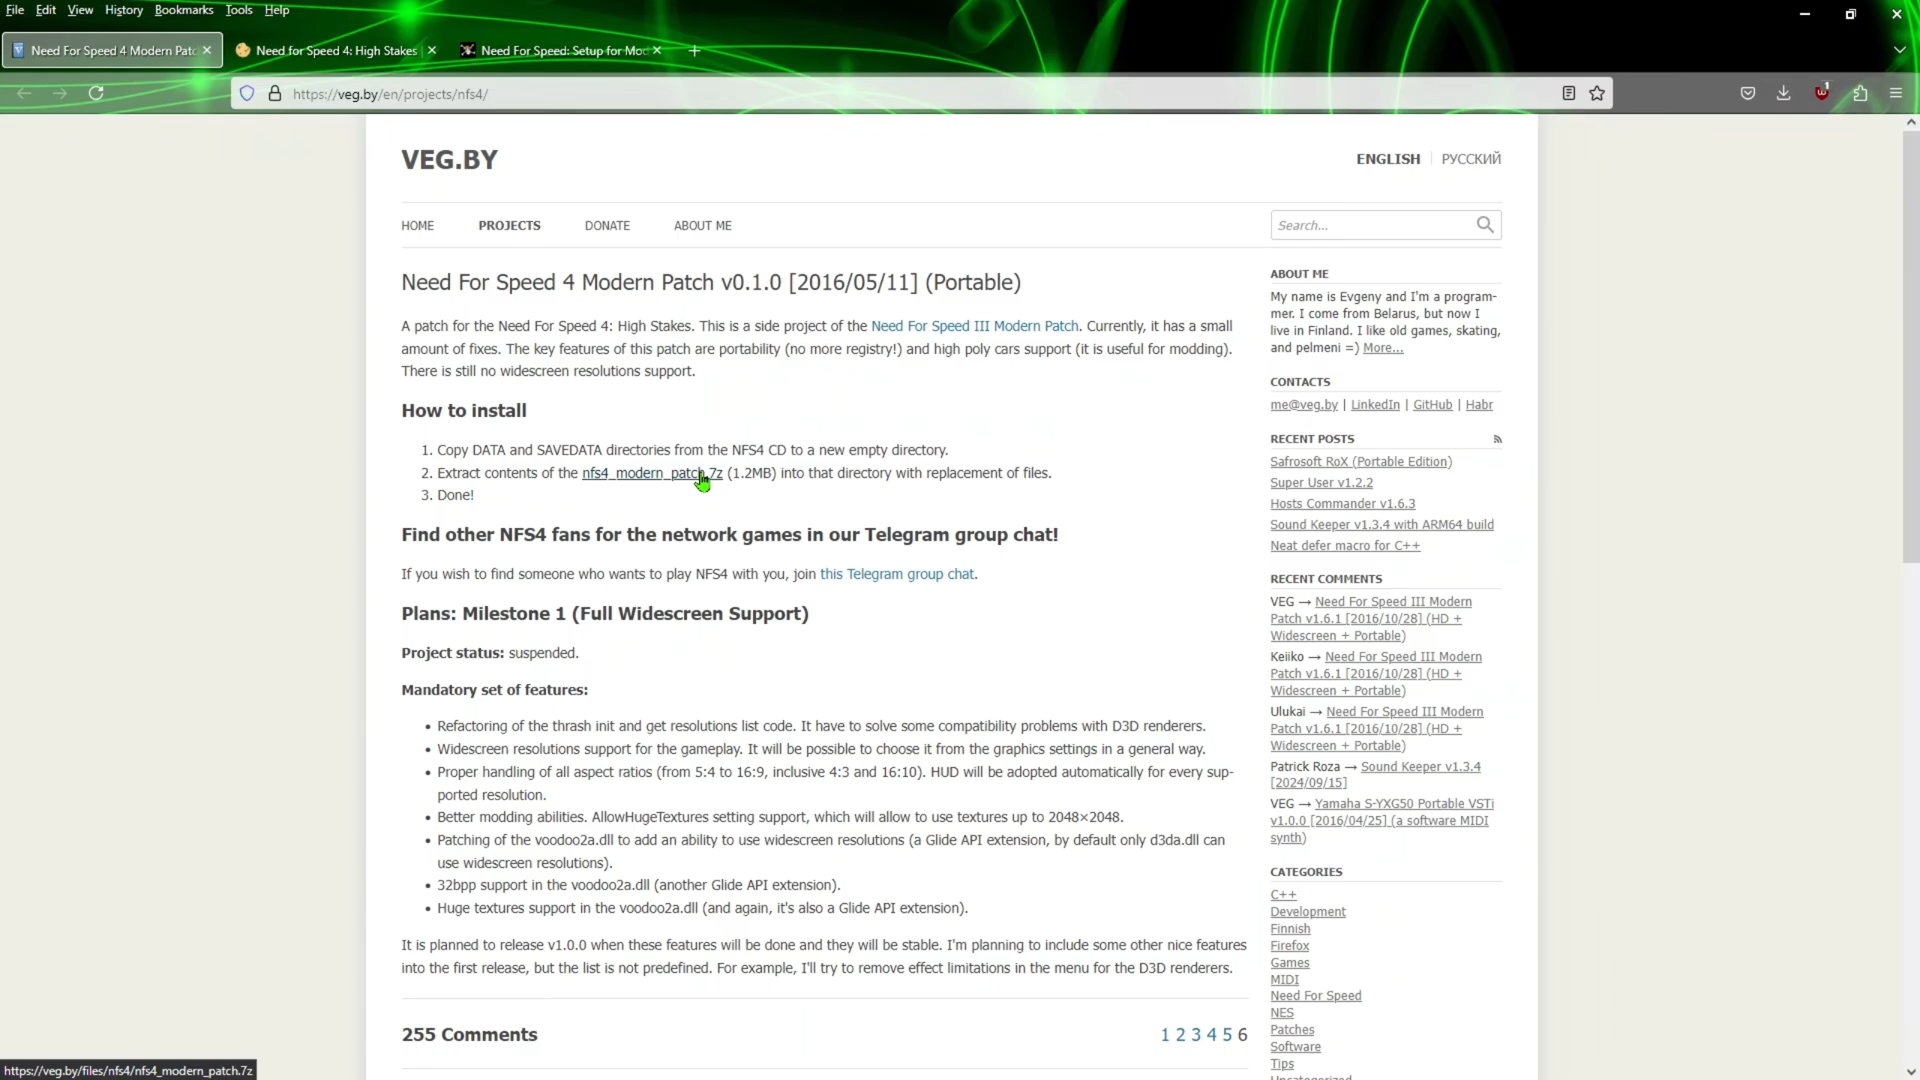 File Edit View History Bookmarks Tools Help
Need For Speed 4 Modern Patc
Need for Speed 4: High Stakes
Need For Speed: Setup for Mod
https://veg.by/en/projects/nfs4/
VEG.BY
ENGLISH РУССКИЙ
HOME PROJECTS DONATE ABOUT ME
Search...
Need For Speed 4 Modern Patch v0.1.0 [2016/05/11] (Portable)
A patch for the Need For Speed 4: High Stakes. This is a side project of the Need For Speed III Modern Patch. Currently, it has a small
amount of fixes. The key features of this patch are portability (no more registry!) and high poly cars support (it is useful for modding).
There is still no widescreen resolutions support.
How to install
1. Copy DATA and SAVEDATA directories from the NFS4 CD to a new empty directory.
2. Extract contents of the nfs4_modern_patch.7z (1.2MB) into that directory with replacement of files.
3. Done!
Find other NFS4 fans for the network games in our Telegram group chat!
If you wish to find someone who wants to play NFS4 with you, join this Telegram group chat.
Plans: Milestone 1 (Full Widescreen Support)
Project status: suspended.
Mandatory set of features:
• Refactoring of the thrash init and get resolutions list code. It have to solve some compatibility problems with D3D renderers.
• Widescreen resolutions support for the gameplay. It will be possible to choose it from the graphics settings in a general way.
• Proper handling of all aspect ratios (from 5:4 to 16:9, inclusive 4:3 and 16:10). HUD will be adopted automatically for every sup-
ported resolution.
• Better modding abilities. AllowHugeTextures setting support, which will allow to use textures up to 2048×2048.
• Patching of the voodoo2a.dll to add an ability to use widescreen resolutions (a Glide API extension, by default only d3da.dll can
use widescreen resolutions).
• 32bpp support in the voodoo2a.dll (another Glide API extension).
• Huge textures support in the voodoo2a.dll (and again, it's also a Glide API extension).
It is planned to release v1.0.0 when these features will be done and they will be stable. I'm planning to include some other nice features
into the first release, but the list is not predefined. For example, I'll try to remove effect limitations in the menu for the D3D renderers.
255 Comments
1 2 3 4 5 6
ABOUT ME
My name is Evgeny and I'm a program-
mer. I come from Belarus, but now I
live in Finland. I like old games, skating,
and pelmeni =) More...
CONTACTS
me@veg.by | LinkedIn | GitHub | Habr
RECENT POSTS
Safrosoft RoX (Portable Edition)
Super User v1.2.2
Hosts Commander v1.6.3
Sound Keeper v1.3.4 with ARM64 build
Neat defer macro for C++
RECENT COMMENTS
VEG → Need For Speed III Modern
Patch v1.6.1 [2016/10/28] (HD +
Widescreen + Portable)
Keiiko → Need For Speed III Modern
Patch v1.6.1 [2016/10/28] (HD +
Widescreen + Portable)
Ulukai → Need For Speed III Modern
Patch v1.6.1 [2016/10/28] (HD +
Widescreen + Portable)
Patrick Roza → Sound Keeper v1.3.4
[2024/09/15]
VEG → Yamaha S-YXG50 Portable VSTi
v1.0.0 [2016/04/25] (a software MIDI
synth)
CATEGORIES
C++
Development
Finnish
Firefox
Games
MIDI
Need For Speed
NES
Patches
Software
Tips
Uncategorized
https://veg.by/files/nfs4/nfs4_modern_patch.7z